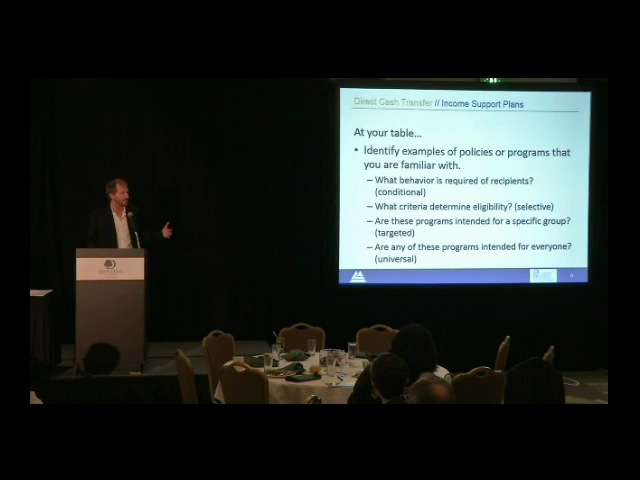 Direct Cash Transfer // Income Support Plans
At your table…
• Identify examples of policies or programs that
you are familiar with.
– What behavior is required of recipients?
(conditional)
– What criteria determine eligibility? (selective)
– Are these programs intended for a specific group?
(targeted)
– Are any of these programs intended for everyone?
(universal)